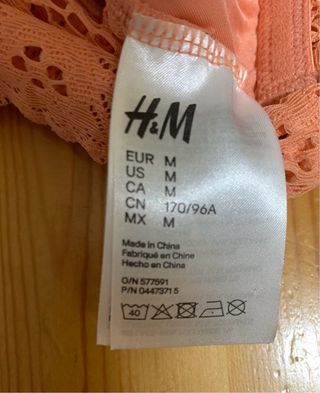 H&M
EUR M
US M
CA M
CN 170/96A
MX M
Made in China
Fabriqué en Chine
Hecho en China
O/N 577591
P/N 0447371 5
40